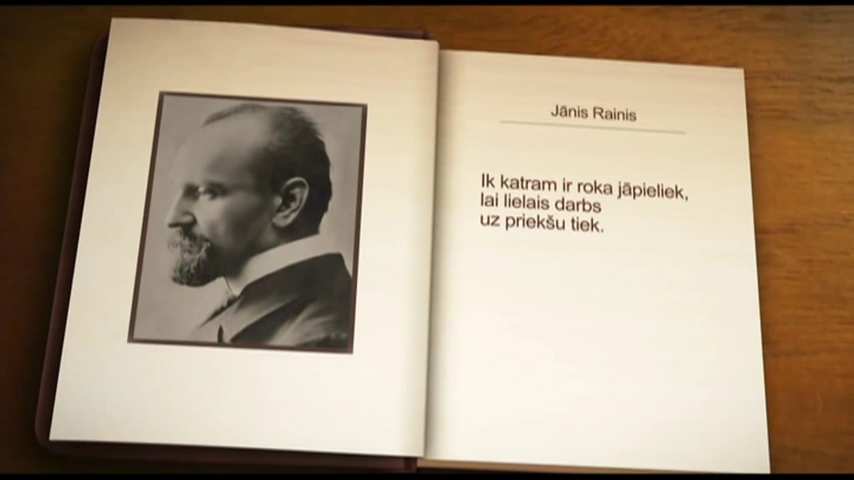 Jānis Rainis
Ik katram ir roka jāpieliek,
lai lielais darbs
uz priekšu tiek.